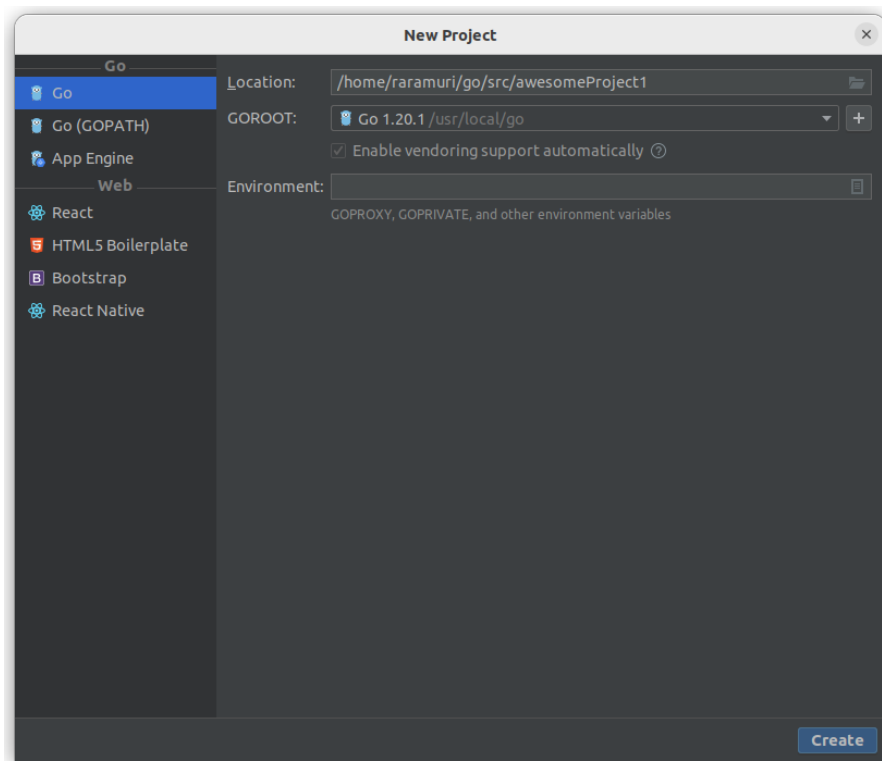 New Project
Go
Go
Go (GOPATH)
App Engine
Web
React
HTML5 Boilerplate
Bootstrap
React Native
Location: /home/raramuri/go/src/awesomeProject1
GOROOT: Go 1.20.1 /usr/local/go
Enable vendoring support automatically
Environment:
GOPROXY, GOPRIVATE, and other environment variables
Create